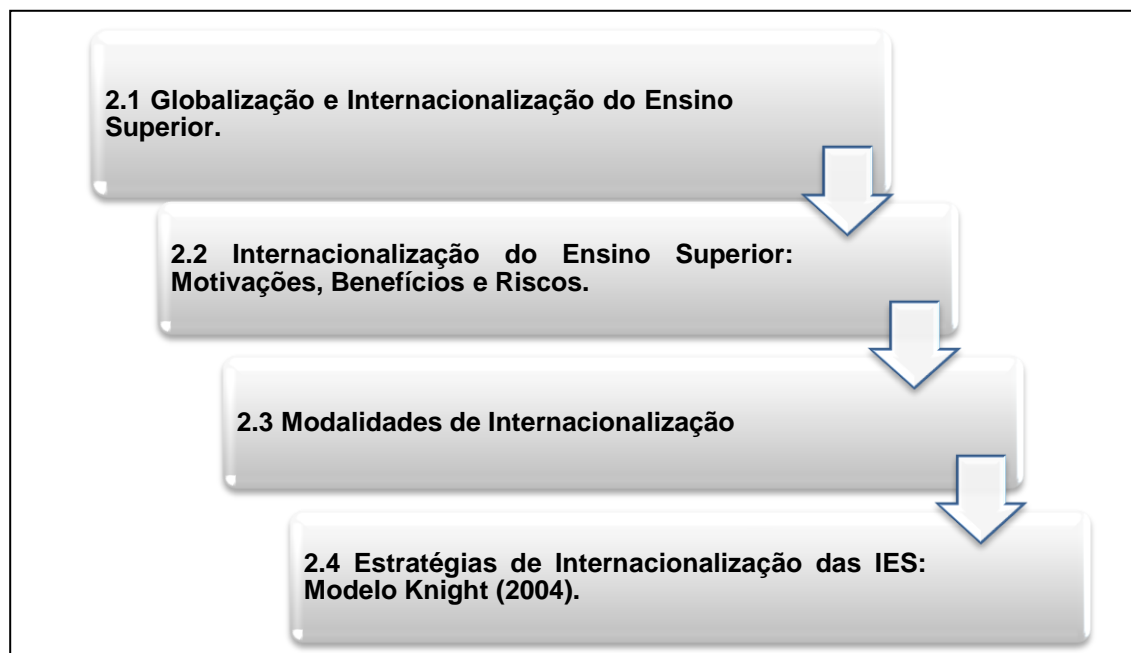 2.1 Globalização e Internacionalização do Ensino
Superior.
2.2 Internacionalização do Ensino Superior:
Motivações, Benefícios e Riscos.
2.3 Modalidades de Internacionalização
2.4 Estratégias de Internacionalização das IES:
Modelo Knight (2004).